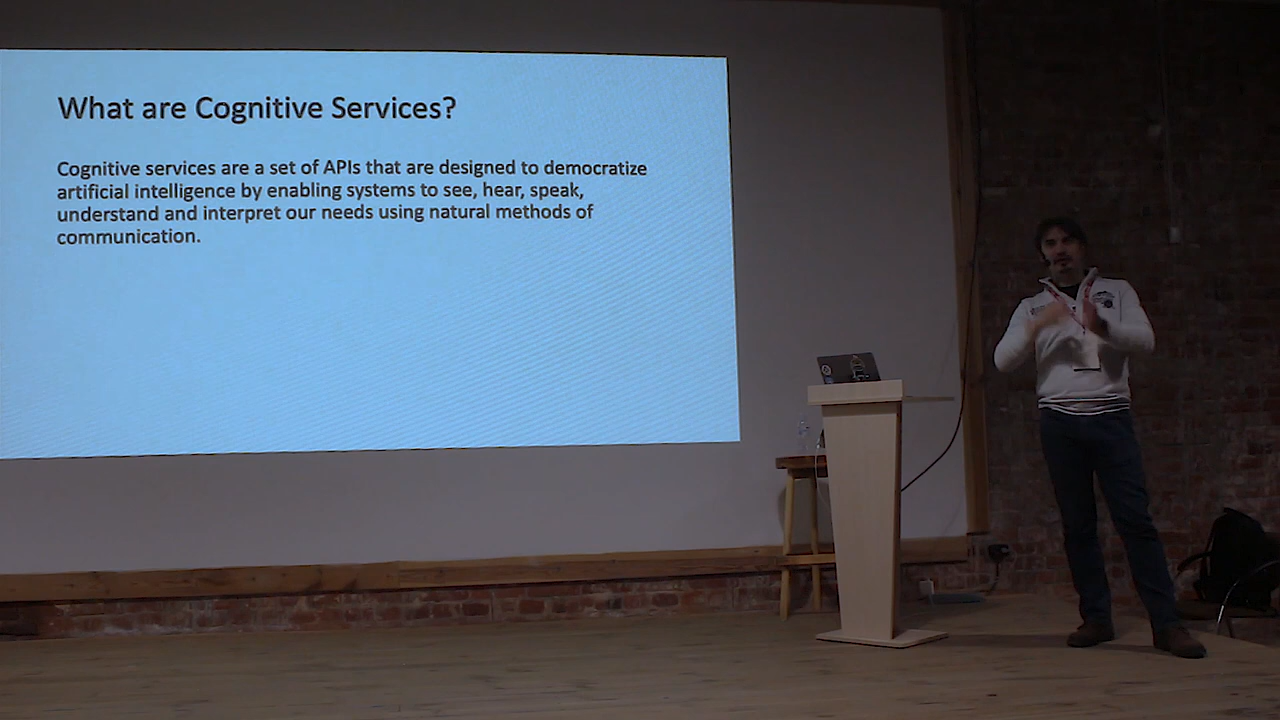 What are Cognitive Services?
Cognitive services are a set of APIs that are designed to democratize
artificial intelligence by enabling systems to see, hear, speak,
understand and interpret our needs using natural methods of
communication.